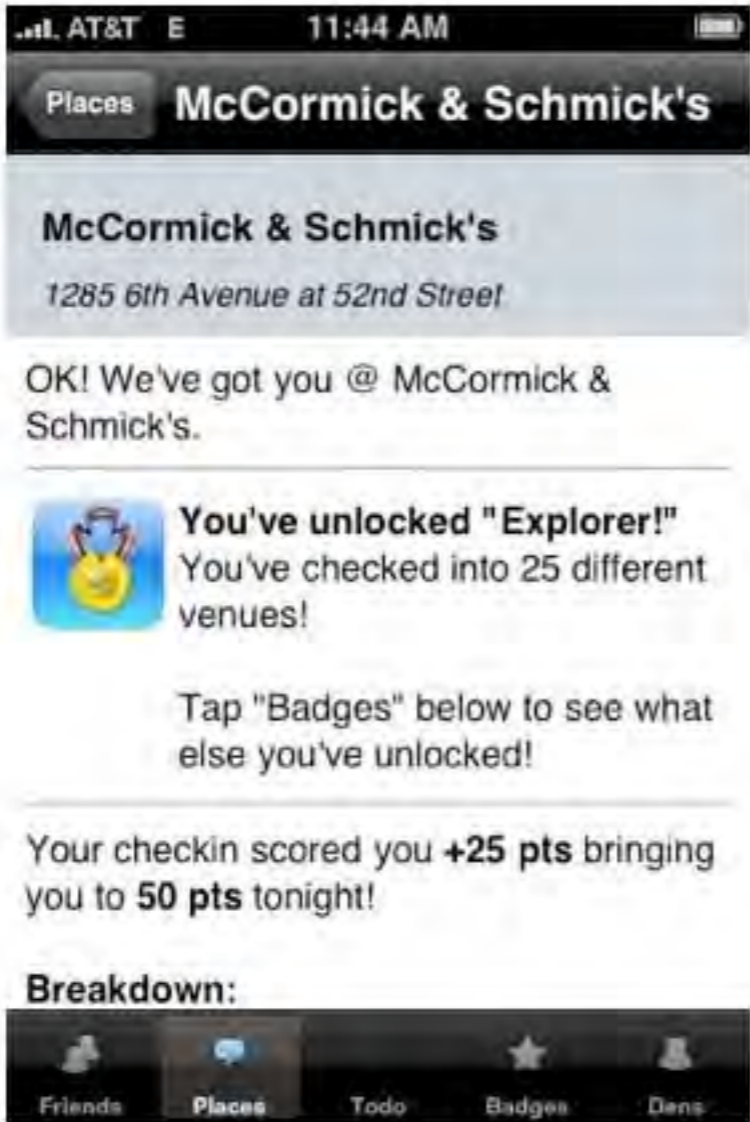 AT&T E 11:44 AM
Places McCormick & Schmick's
McCormick & Schmick's
1285 6th Avenue at 52nd Street
OK! We've got you @ McCormick &
Schmick's.
You've unlocked "Explorer!"
You've checked into 25 different
venues!
Tap "Badges" below to see what
else you've unlocked!
Your checkin scored you +25 pts bringing
you to 50 pts tonight!
Breakdown:
Friends Places Todo Badges Dens